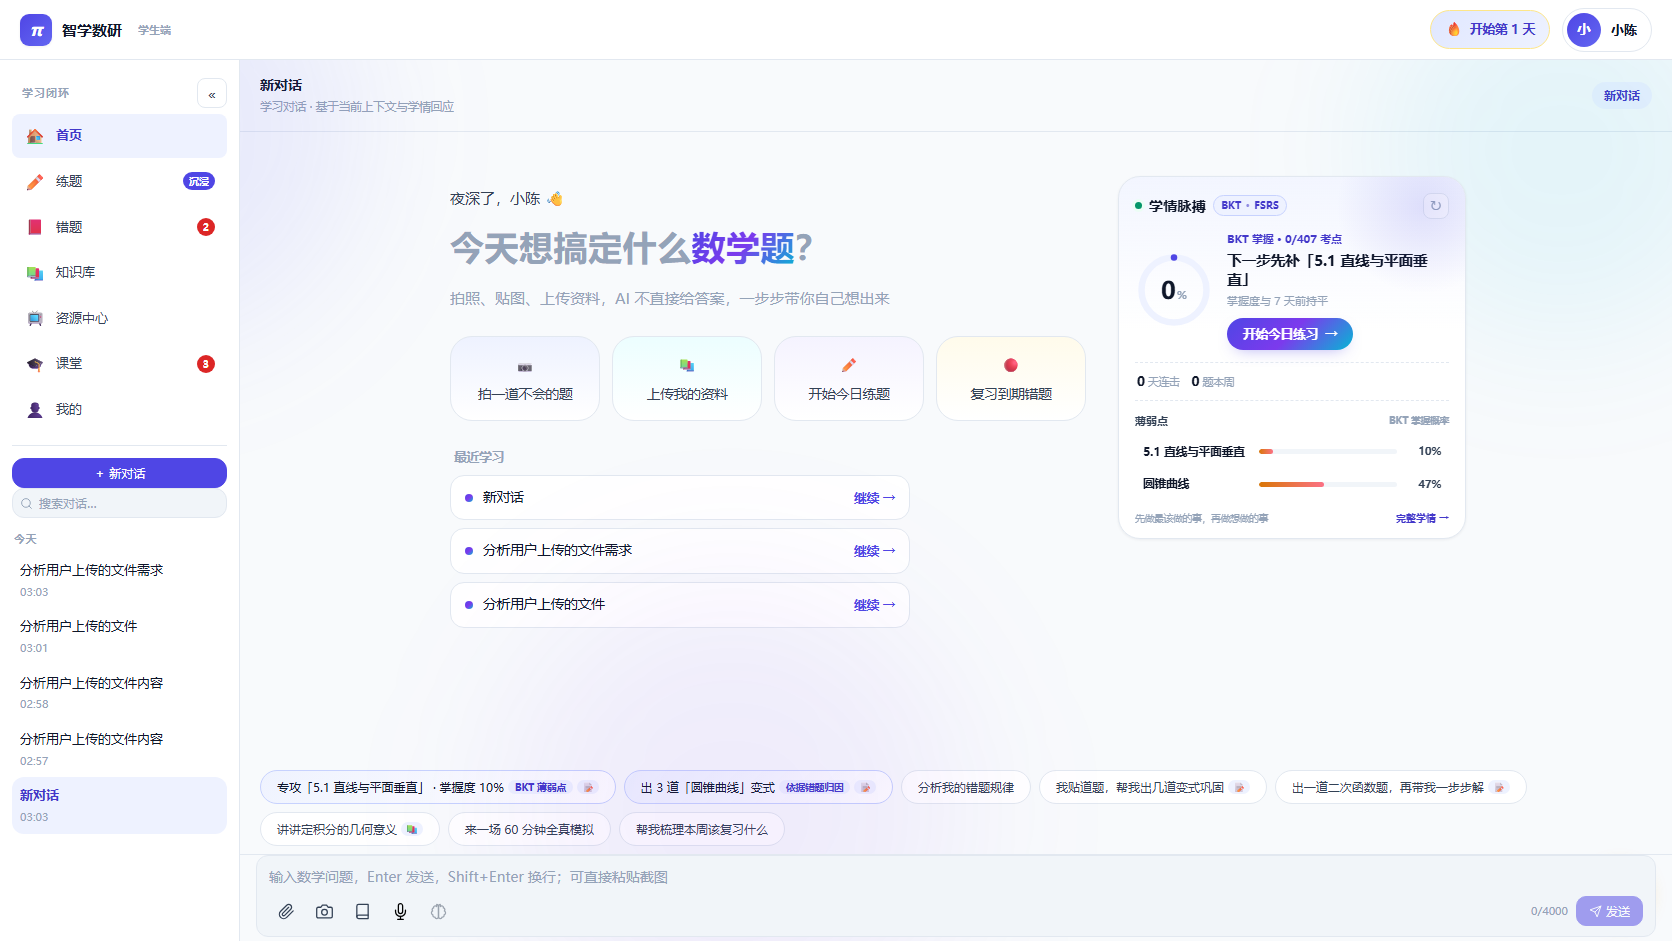 π 智学数研 学生端
开始第 1 天
小 小陈
学习闭环 «
首页
练题 沉浸
错题 2
知识库
资源中心
课堂 3
我的
+ 新对话
搜索对话...
今天
分析用户上传的文件需求
03:03
分析用户上传的文件
03:01
分析用户上传的文件内容
02:58
分析用户上传的文件内容
02:57
新对话
03:03
新对话
学习对话 · 基于当前上下文与学情回应
新对话
夜深了，小陈
今天想搞定什么数学题?
拍照、贴图、上传资料，AI 不直接给答案，一步步带你自己想出来
拍一道不会的题
上传我的资料
开始今日练题
复习到期错题
最近学习
新对话 继续 →
分析用户上传的文件需求 继续 →
分析用户上传的文件 继续 →
学情脉搏 BKT · FSRS ↻
0%
BKT 掌握 • 0/407 考点
下一步先补「5.1 直线与平面垂
直」
掌握度与 7 天前持平
开始今日练习 →
0 天连击 0 题本周
薄弱点 BKT 掌握概率
5.1 直线与平面垂直 10%
圆锥曲线 47%
先做最该做的事，再做想做的事 完整学情 →
专攻「5.1 直线与平面垂直」 · 掌握度 10% BKT 薄弱点
出 3 道「圆锥曲线」变式 依据错题归因
分析我的错题规律
我贴道题，帮我出几道变式巩固
出一道二次函数题，再带我一步步解
讲讲定积分的几何意义
来一场 60 分钟全真模拟
帮我梳理本周该复习什么
输入数学问题，Enter 发送，Shift+Enter 换行；可直接粘贴截图
0/4000 发送